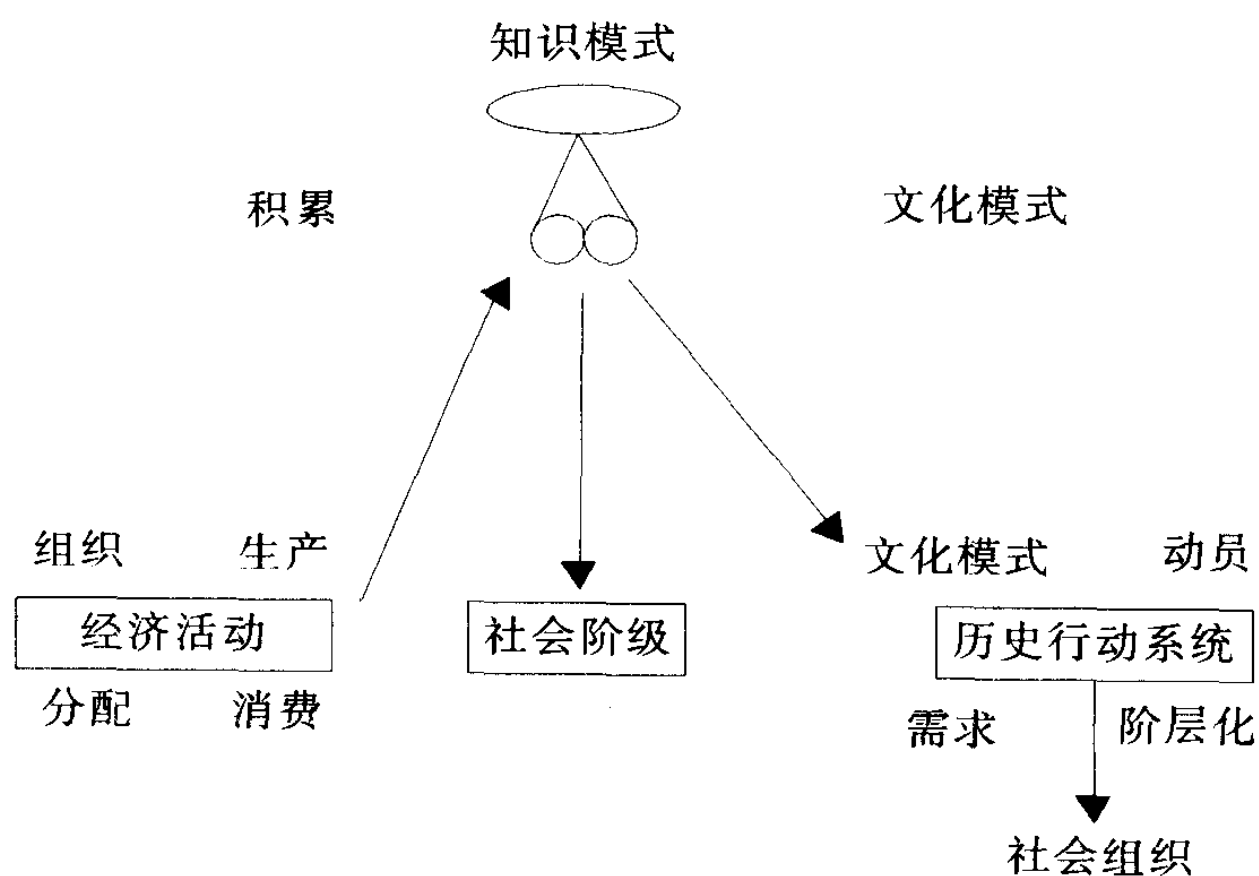 知识模式
积累 文化模式
组织 生产 文化模式 动员
经济活动 社会阶级 历史行动系统
分配 消费 需求 阶层化
社会组织